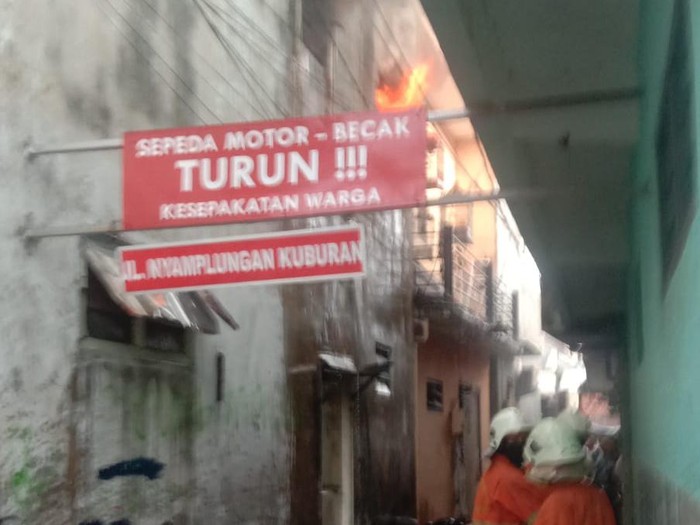 SEPEDA MOTOR - BECAK
TURUN !!!
KESEPAKATAN WARGA
JL. NYAMPLUNGAN KUBURAN